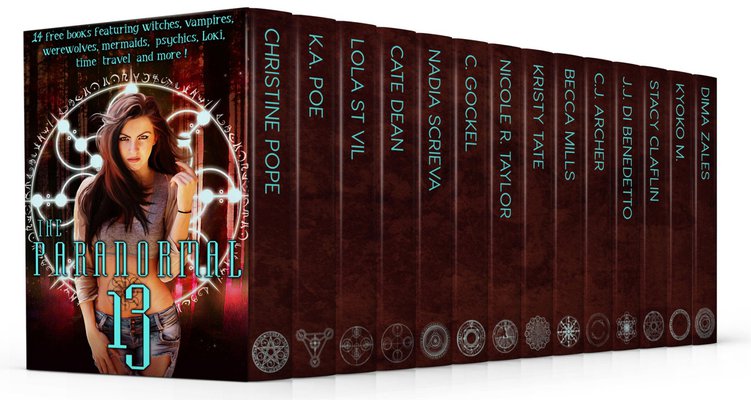 14 free books featuring witches, vampires,
werewolves, mermaids, psychics, Loki,
time travel and more!
THE
PARANORMAL
13
CHRISTINE POPE
K.A. POE
LOLA ST VIL
CATE DEAN
NADIA SCRIEVA
C. GOCKEL
NICOLE R. TAYLOR
KRISTY TATE
BECCA MILLS
C.J. ARCHER
J.J. DI BENEDETTO
STACY CLAFLIN
KYOKO M.
DIMA ZALES